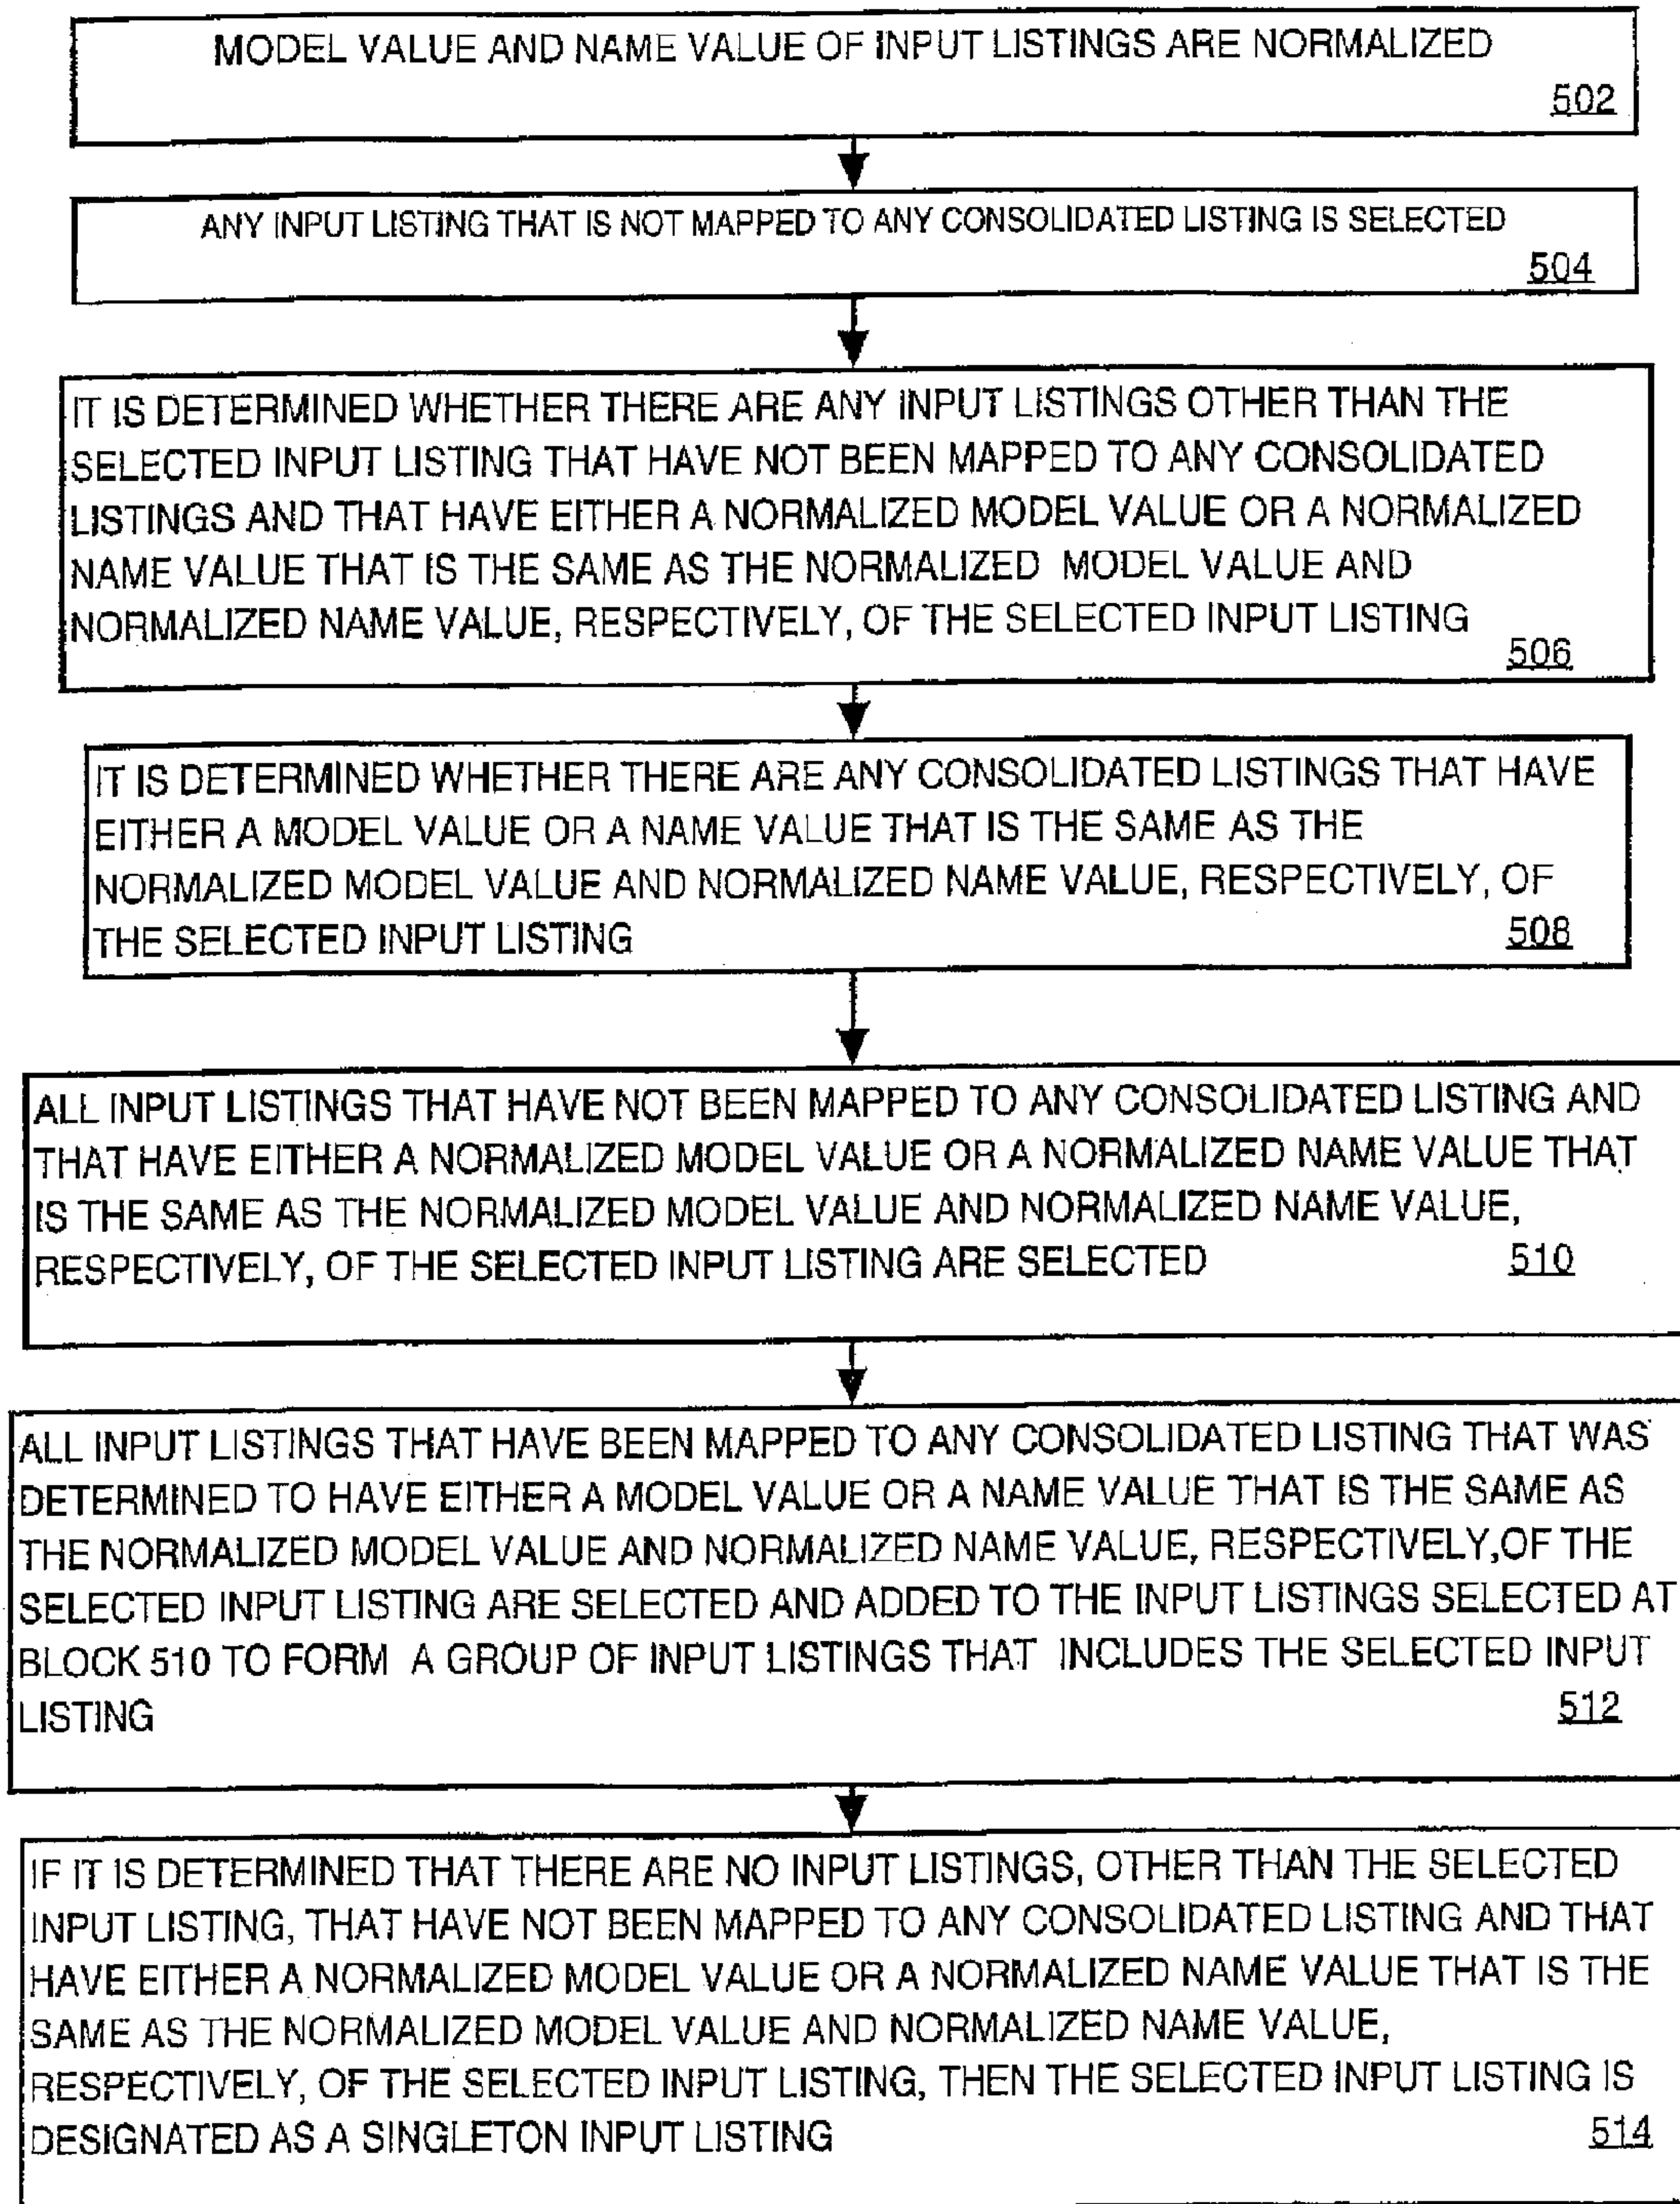 MODEL VALUE AND NAME VALUE OF INPUT LISTINGS ARE NORMALIZED
502
ANY INPUT LISTING THAT IS NOT MAPPED TO ANY CONSOLIDATED LISTING IS SELECTED
504
IT IS DETERMINED WHETHER THERE ARE ANY INPUT LISTINGS OTHER THAN THE
SELECTED INPUT LISTING THAT HAVE NOT BEEN MAPPED TO ANY CONSOLIDATED
LISTINGS AND THAT HAVE EITHER A NORMALIZED MODEL VALUE OR A NORMALIZED
NAME VALUE THAT IS THE SAME AS THE NORMALIZED MODEL VALUE AND
NORMALIZED NAME VALUE, RESPECTIVELY, OF THE SELECTED INPUT LISTING
506
IT IS DETERMINED WHETHER THERE ARE ANY CONSOLIDATED LISTINGS THAT HAVE
EITHER A MODEL VALUE OR A NAME VALUE THAT IS THE SAME AS THE
NORMALIZED MODEL VALUE AND NORMALIZED NAME VALUE, RESPECTIVELY, OF
THE SELECTED INPUT LISTING 508
ALL INPUT LISTINGS THAT HAVE NOT BEEN MAPPED TO ANY CONSOLIDATED LISTING AND
THAT HAVE EITHER A NORMALIZED MODEL VALUE OR A NORMALIZED NAME VALUE THAT
IS THE SAME AS THE NORMALIZED MODEL VALUE AND NORMALIZED NAME VALUE,
RESPECTIVELY, OF THE SELECTED INPUT LISTING ARE SELECTED 510
ALL INPUT LISTINGS THAT HAVE BEEN MAPPED TO ANY CONSOLIDATED LISTING THAT WAS
DETERMINED TO HAVE EITHER A MODEL VALUE OR A NAME VALUE THAT IS THE SAME AS
THE NORMALIZED MODEL VALUE AND NORMALIZED NAME VALUE, RESPECTIVELY,OF THE
SELECTED INPUT LISTING ARE SELECTED AND ADDED TO THE INPUT LISTINGS SELECTED AT
BLOCK 510 TO FORM A GROUP OF INPUT LISTINGS THAT INCLUDES THE SELECTED INPUT
LISTING 512
IF IT IS DETERMINED THAT THERE ARE NO INPUT LISTINGS, OTHER THAN THE SELECTED
INPUT LISTING, THAT HAVE NOT BEEN MAPPED TO ANY CONSOLIDATED LISTING AND THAT
HAVE EITHER A NORMALIZED MODEL VALUE OR A NORMALIZED NAME VALUE THAT IS THE
SAME AS THE NORMALIZED MODEL VALUE AND NORMALIZED NAME VALUE,
RESPECTIVELY, OF THE SELECTED INPUT LISTING, THEN THE SELECTED INPUT LISTING IS
DESIGNATED AS A SINGLETON INPUT LISTING 514